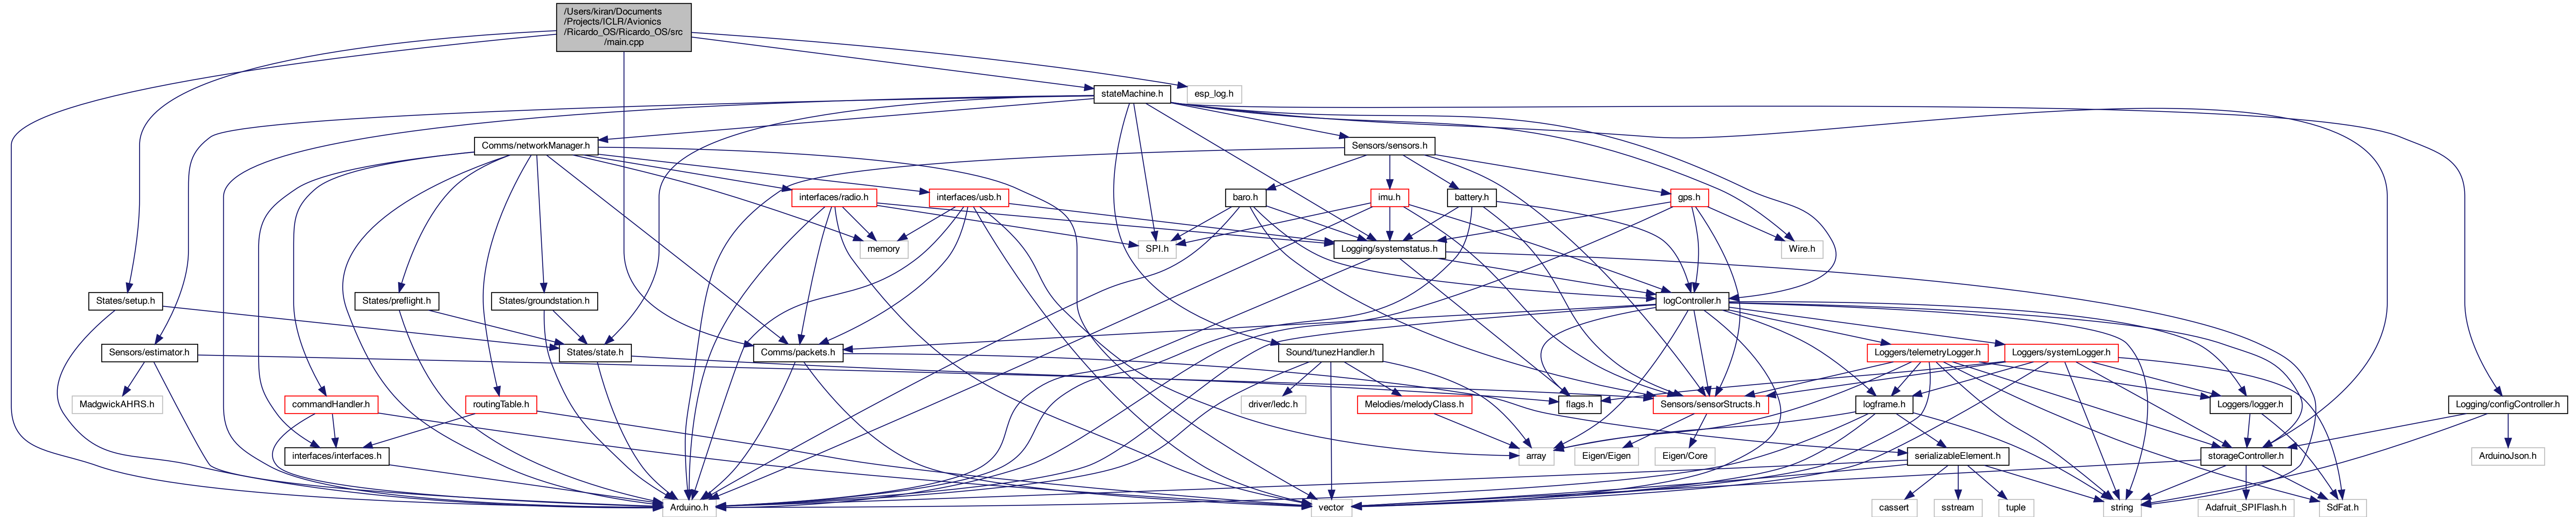 /Users/kiran/Documents
/Projects/ICLR/Avionics
/Ricardo_OS/Ricardo_OS/src
/main.cpp
stateMachine.h
esp_log.h
Comms/networkManager.h
Sensors/sensors.h
interfaces/radio.h
interfaces/usb.h
baro.h
imu.h
battery.h
gps.h
memory
SPI.h
Logging/systemstatus.h
Wire.h
States/setup.h
States/preflight.h
States/groundstation.h
logController.h
Sensors/estimator.h
States/state.h
Comms/packets.h
Sound/tunezHandler.h
Loggers/telemetryLogger.h
Loggers/systemLogger.h
MadgwickAHRS.h
commandHandler.h
routingTable.h
driver/ledc.h
Melodies/melodyClass.h
flags.h
Sensors/sensorStructs.h
logframe.h
Loggers/logger.h
Logging/configController.h
interfaces/interfaces.h
array
Eigen/Eigen
Eigen/Core
serializableElement.h
storageController.h
ArduinoJson.h
Arduino.h
vector
cassert
sstream
tuple
string
Adafruit_SPIFlash.h
SdFat.h